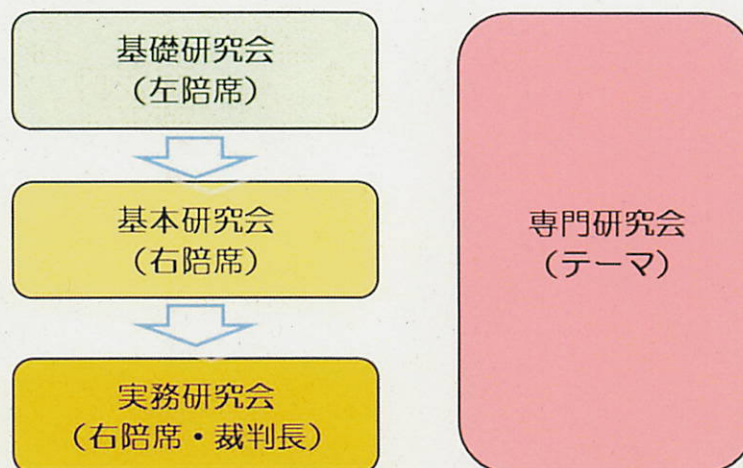 基礎研究会
(左陪席)
基本研究会
(右陪席)
実務研究会
(右陪席・裁判長)
専門研究会
(テーマ)